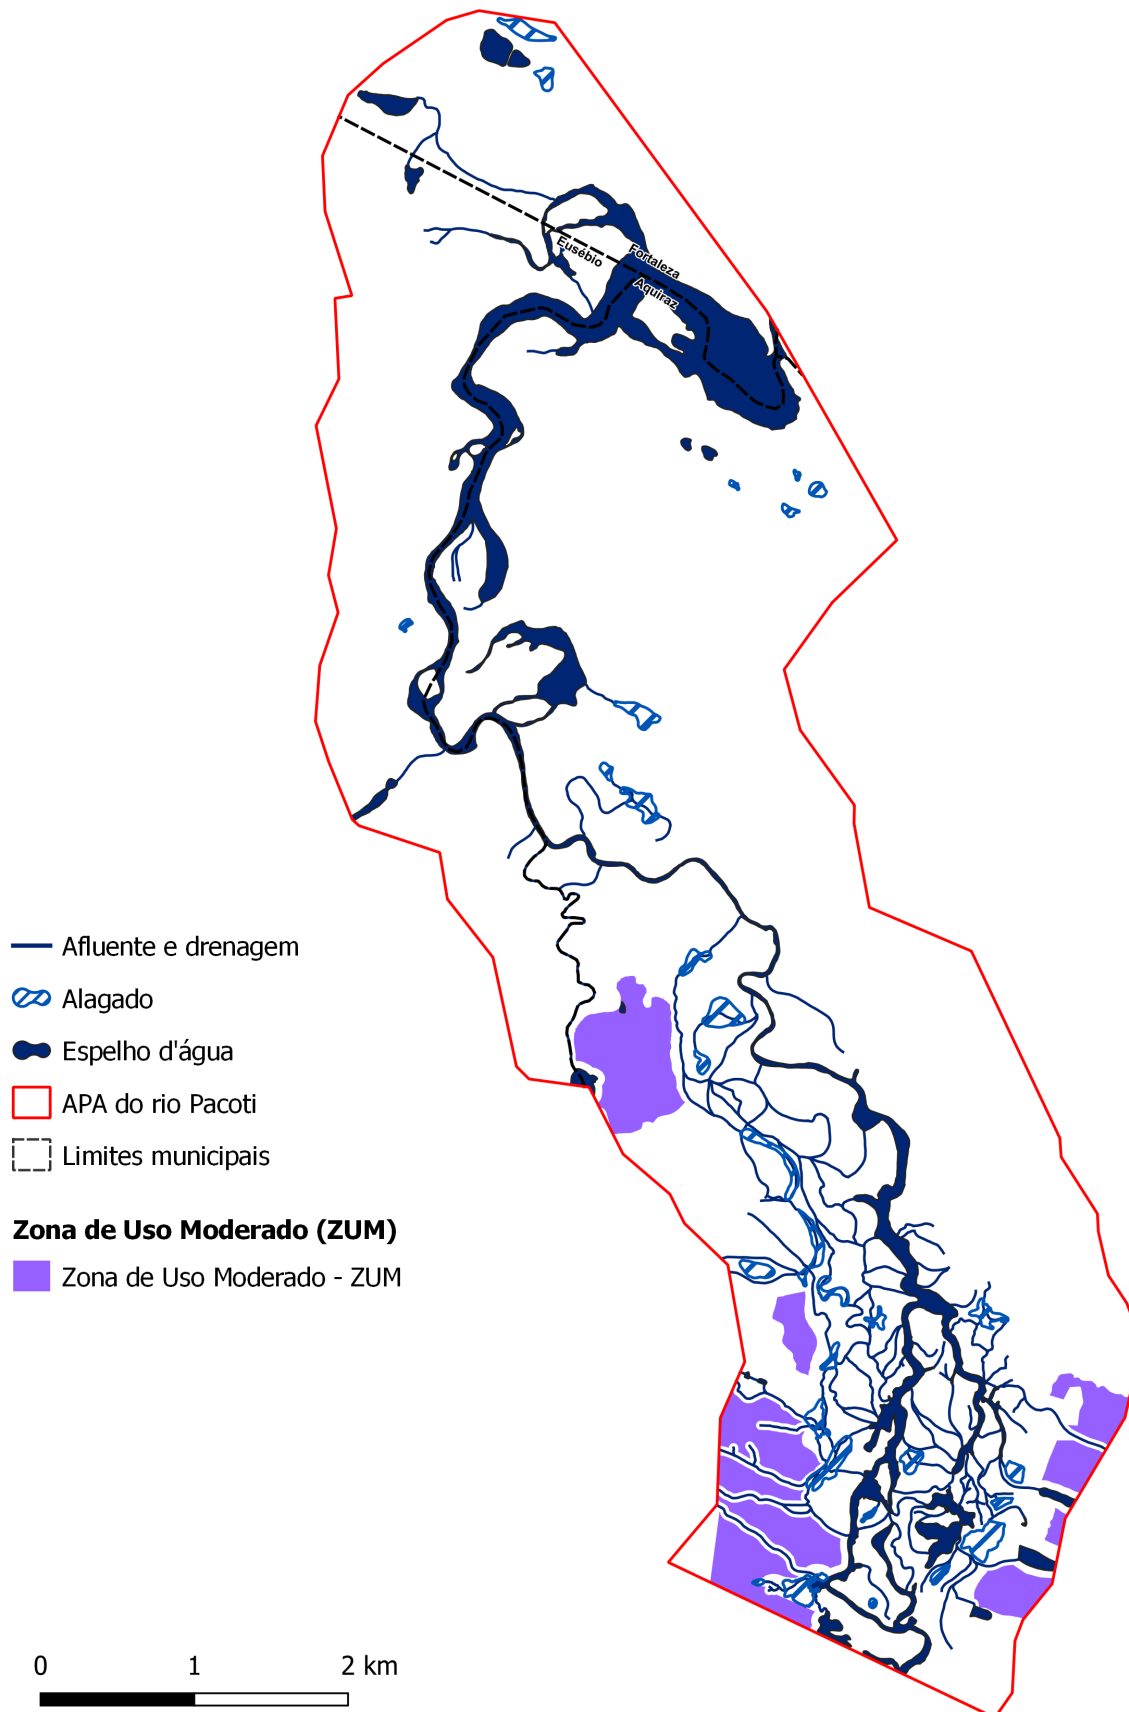 Fortaleza
Eusébio
Aquiraz
Afluente e drenagem
Alagado
Espelho d'água
APA do rio Pacoti
Limites municipais
Zona de Uso Moderado (ZUM)
Zona de Uso Moderado - ZUM
0 1 2 km